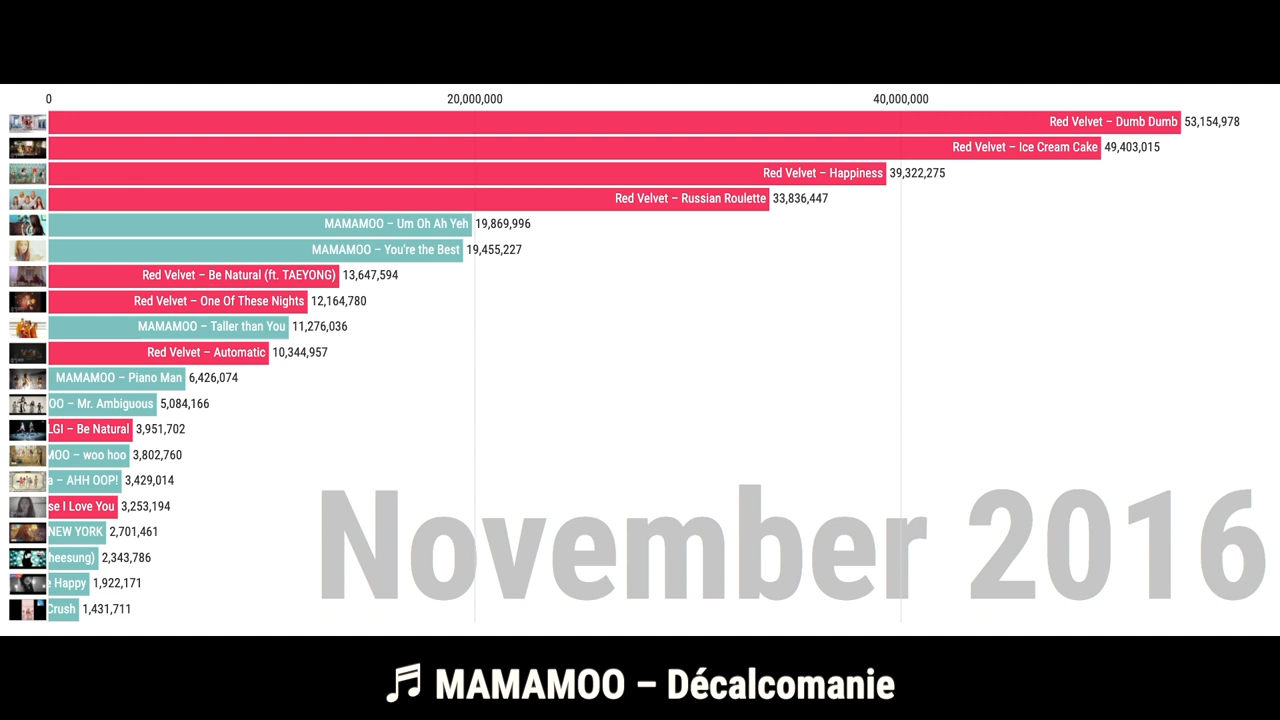 0 20,000,000 40,000,000
Red Velvet – Dumb Dumb 53,154,978
Red Velvet – Ice Cream Cake 49,403,015
Red Velvet – Happiness 39,322,275
Red Velvet – Russian Roulette 33,836,447
MAMAMOO – Um Oh Ah Yeh 19,869,996
MAMAMOO – You're the Best 19,455,227
Red Velvet – Be Natural (ft. TAEYONG) 13,647,594
Red Velvet – One Of These Nights 12,164,780
MAMAMOO – Taller than You 11,276,036
Red Velvet – Automatic 10,344,957
MAMAMOO – Piano Man 6,426,074
OO – Mr. Ambiguous 5,084,166
LGI – Be Natural 3,951,702
MOO – woo hoo 3,802,760
a – AHH OOP! 3,429,014
se I Love You 3,253,194
NEW YORK 2,701,461
heesung) 2,343,786
e Happy 1,922,171
Crush 1,431,711
November 2016
MAMAMOO – Décalcomanie